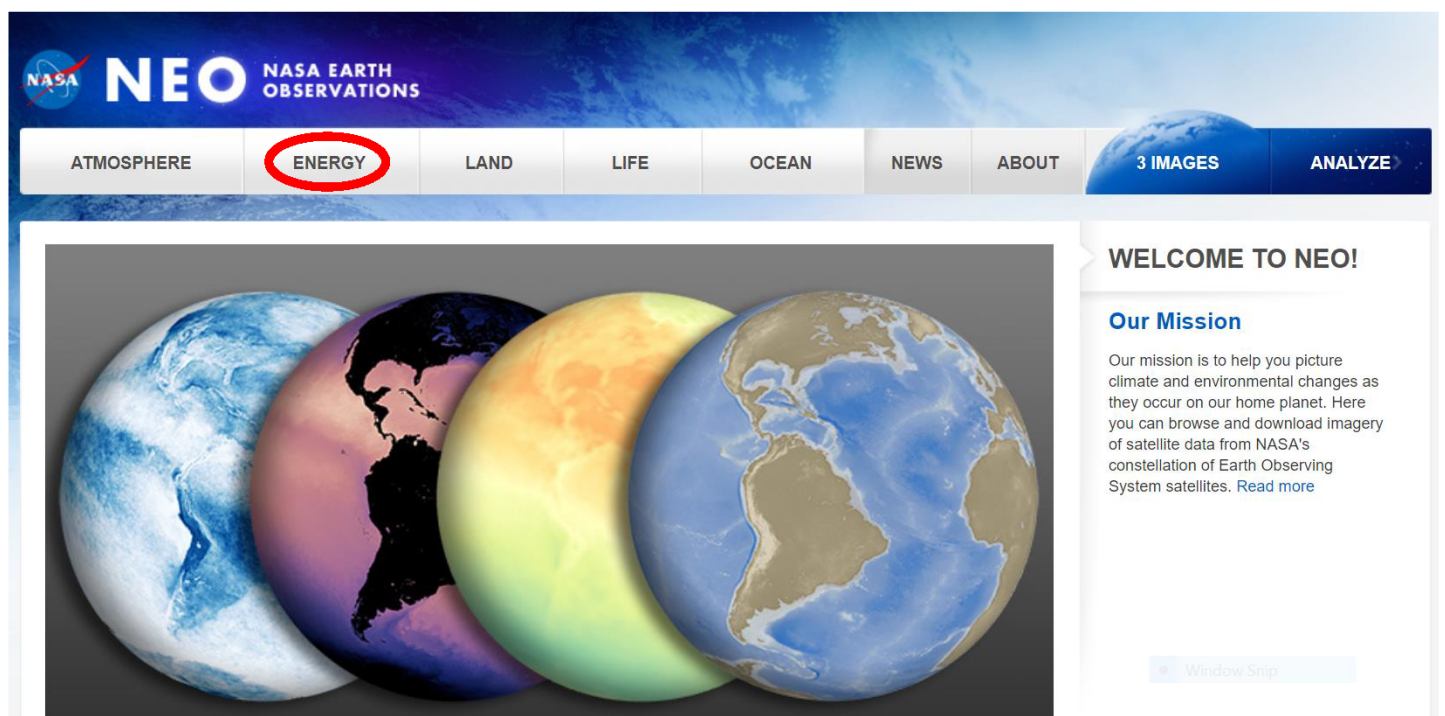 NASA
NEO
NASA EARTH
OBSERVATIONS
ATMOSPHERE ENERGY LAND LIFE OCEAN NEWS ABOUT 3 IMAGES ANALYZE
WELCOME TO NEO!
Our Mission
Our mission is to help you picture
climate and environmental changes as
they occur on our home planet. Here
you can browse and download imagery
of satellite data from NASA's
constellation of Earth Observing
System satellites. Read more
Window Snip